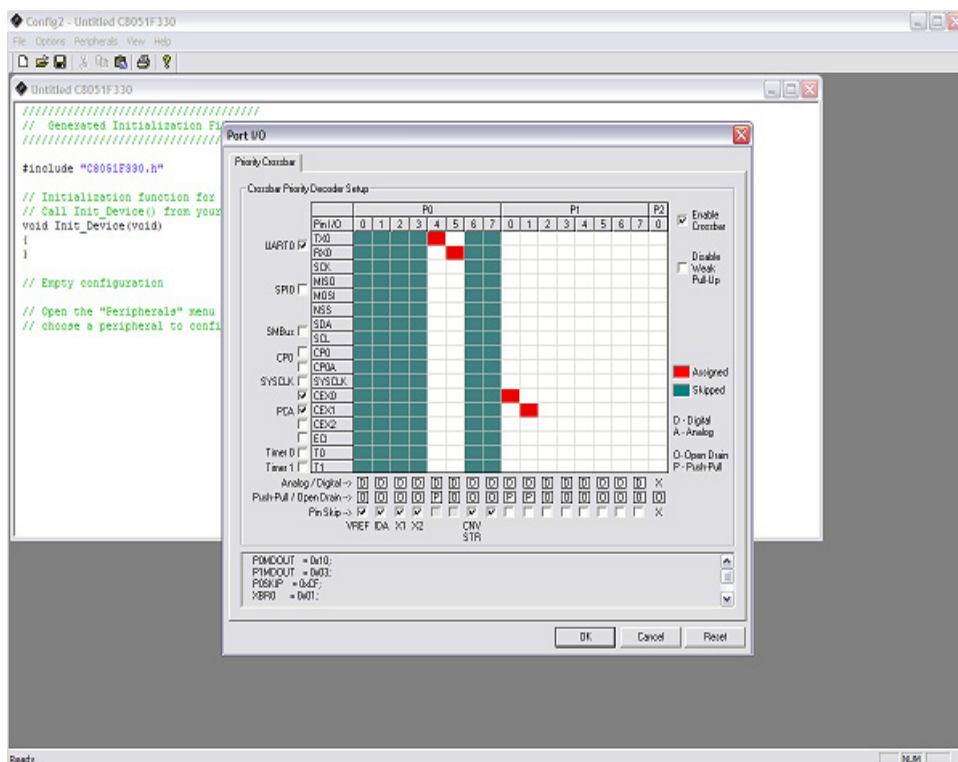 Config2 - Untitled C8051F330
File Options Peripherals View Help
Untitled C8051F330
////////////////////////////////////
// Generated Initialization Fi
#include "C8051F330.h"
// Initialization function for
// Call Init_Device() from your
void Init_Device(void)
{
}
// Empty configuration
// Open the "Peripherals" menu
// choose a peripheral to confi
Port I/O
Priority Crossbar
Crossbar Priority Decoder Setup
P0 P1 P2
Pin I/O 0 1 2 3 4 5 6 7 0 1 2 3 4 5 6 7 0
UART0 TX0
RX0
SCK
SPI0 MISO
MOSI
NSS
SMBus SDA
SCL
CP0 CP0
CP0A
SYSCLK SYSCLK
CEX0
PCA CEX1
CEX2
ECI
Timer 0 T0
Timer 1 T1
Analog / Digital-> D D D D D D D D D D D D D D D D X
Push-Pull / Open Drain-> O O O O P O O O P P O O O O O O O
Pin Skip-> X
VREF IDA X1 X2 CNV
STR
Enable
Crossbar
Disable
Weak
Pull-Up
Assigned
Skipped
D - Digital
A - Analog
O- Open Drain
P - Push-Pull
P0MDOUT = 0x10;
P1MDOUT = 0x03;
P0SKIP = 0xCF;
XBR0 = 0x01;
OK Cancel Reset
Ready NUM